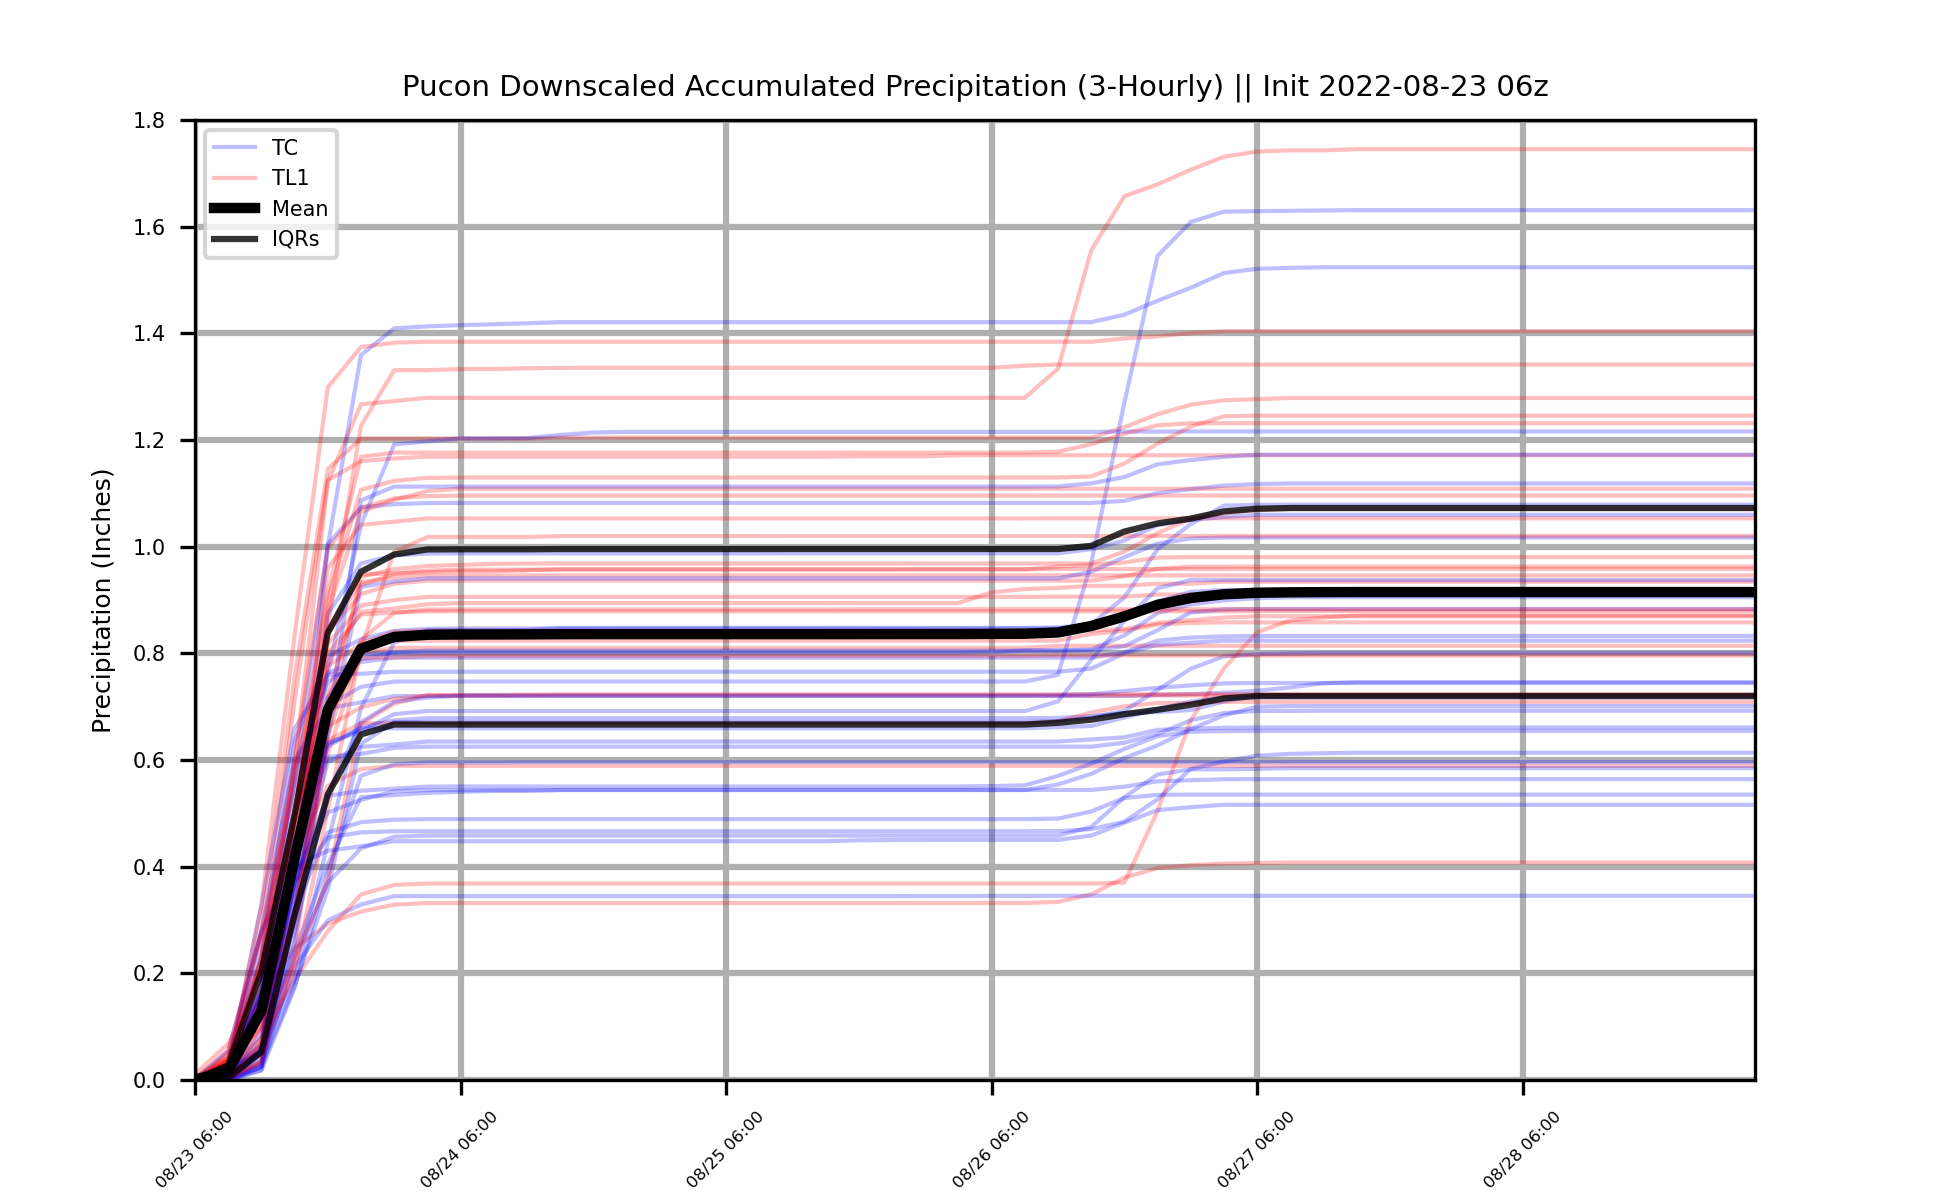 Pucon Downscaled Accumulated Precipitation (3-Hourly) || Init 2022-08-23 06z
1.8
1.6
1.4
1.2
1.0
0.8
0.6
0.4
0.2
0.0
Precipitation (Inches)
TC
TL1
Mean
IQRs
08/23 06:00
08/24 06:00
08/25 06:00
08/26 06:00
08/27 06:00
08/28 06:00